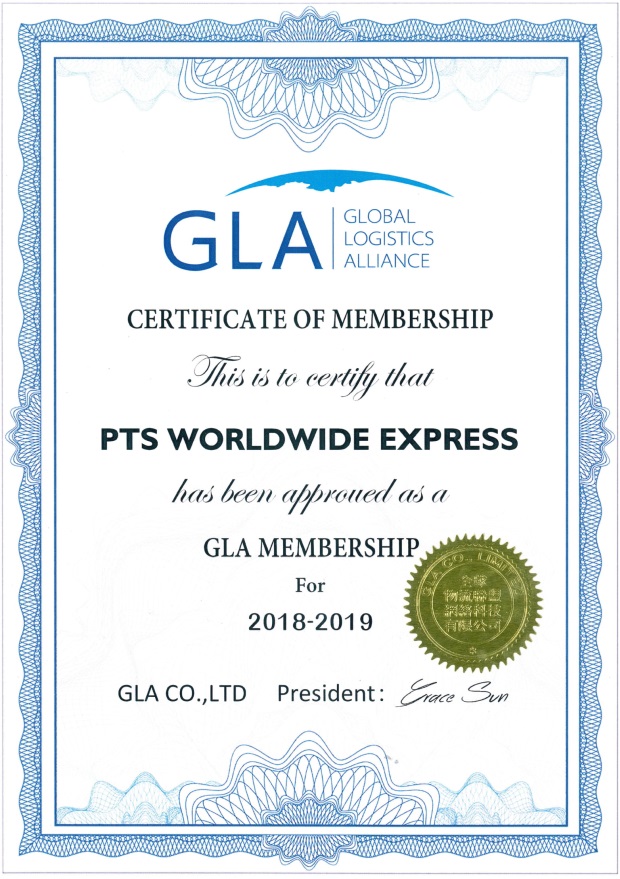 GLA
GLOBAL
LOGISTICS
ALLIANCE
CERTIFICATE OF MEMBERSHIP
This is to certify that
PTS WORLDWIDE EXPRESS
has been approued as a
GLA MEMBERSHIP
For
2018-2019
GLA CO., LIMITED
全球
物流聯盟
網絡科技
有限公司
GLA CO.,LTD President: Grace Sun